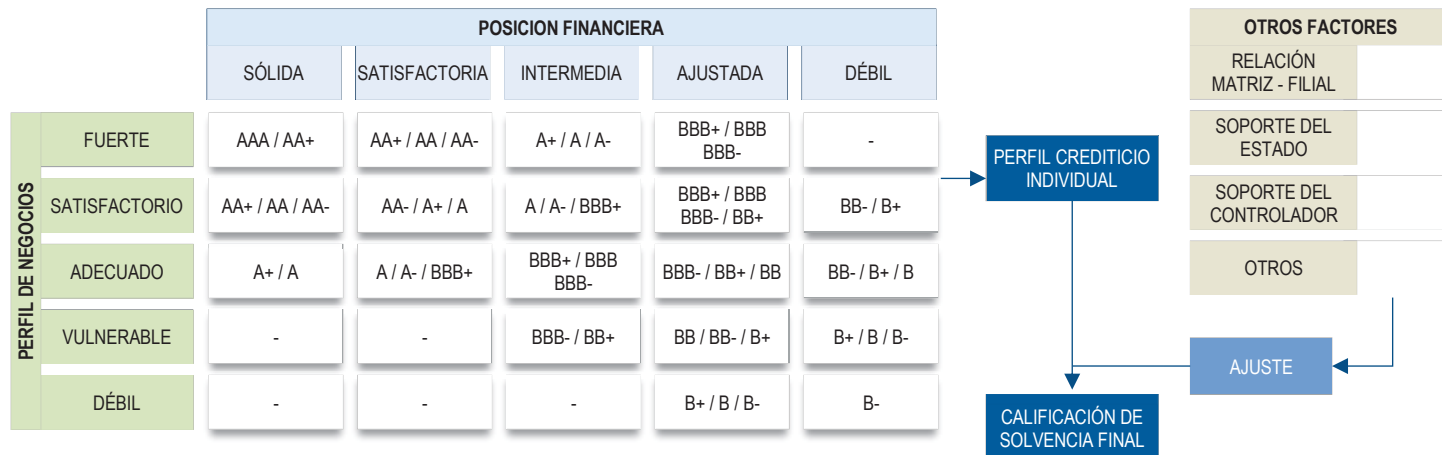 POSICION FINANCIERA
SÓLIDA
SATISFACTORIA
INTERMEDIA
AJUSTADA
DÉBIL
PERFIL DE NEGOCIOS
FUERTE
AAA / AA+
AA+ / AA / AA-
A+ / A / A-
BBB+ / BBB
BBB-
-
SATISFACTORIO
AA+ / AA / AA-
AA- / A+ / A
A / A- / BBB+
BBB+ / BBB
BBB- / BB+
BB- / B+
ADECUADO
A+ / A
A / A- / BBB+
BBB+ / BBB
BBB-
BBB- / BB+ / BB
BB- / B+ / B
VULNERABLE
-
-
BBB- / BB+
BB / BB- / B+
B+ / B / B-
DÉBIL
-
-
-
B+ / B / B-
B-
PERFIL CREDITICIO
INDIVIDUAL
CALIFICACIÓN DE
SOLVENCIA FINAL
OTROS FACTORES
RELACIÓN
MATRIZ - FILIAL
SOPORTE DEL
ESTADO
SOPORTE DEL
CONTROLADOR
OTROS
AJUSTE